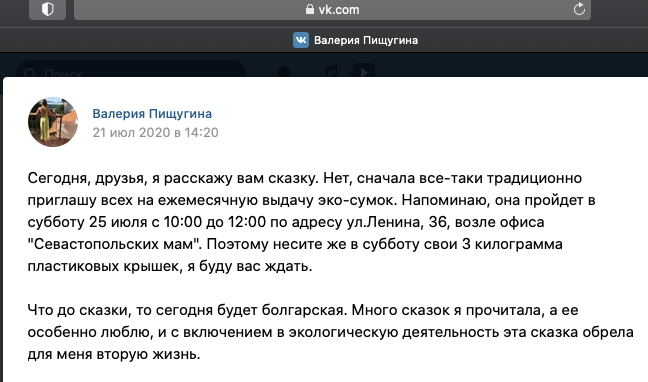 vk.com
Валерия Пищугина
Поиск
Валерия Пищугина
21 июл 2020 в 14:20
Сегодня, друзья, я расскажу вам сказку. Нет, сначала все-таки традиционно
приглашу всех на ежемесячную выдачу эко-сумок. Напоминаю, она пройдет в
субботу 25 июля с 10:00 до 12:00 по адресу ул.Ленина, 36, возле офиса
"Севастопольских мам". Поэтому несите же в субботу свои 3 килограмма
пластиковых крышек, я буду вас ждать.
Что до сказки, то сегодня будет болгарская. Много сказок я прочитала, а ее
особенно люблю, и с включением в экологическую деятельность эта сказка обрела
для меня вторую жизнь.